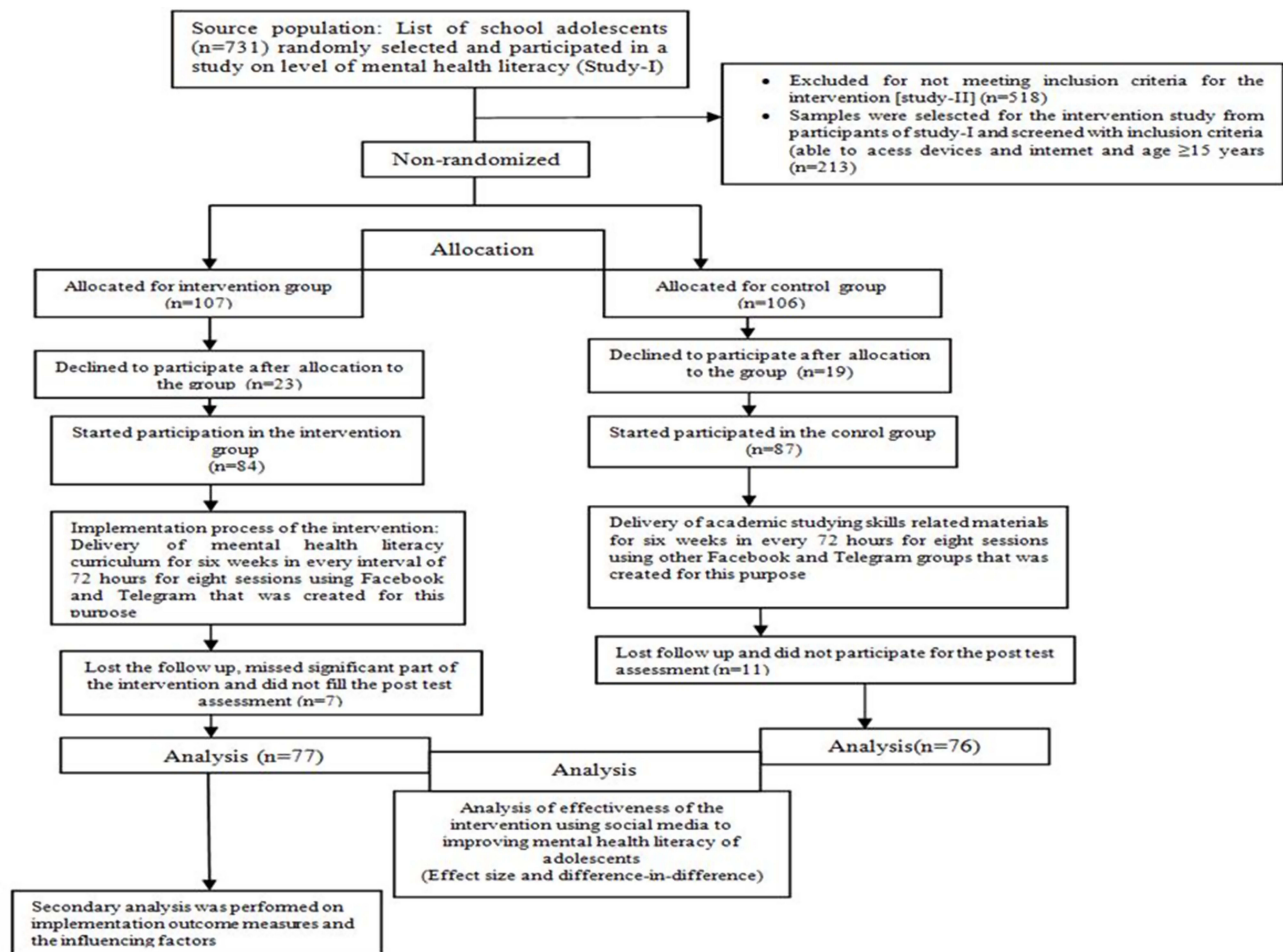 Source population: List of school adolescents
(n=731) randomly selected and participated in a
study on level of mental health literacy (Study-I)
• Excluded for not meeting inclusion criteria for the
intervention [study-II] (n=518)
• Samples were selescted for the intervention study from
participants of study-I and screened with inclusion criteria
(able to acess devices and internet and age ≥15 years
(n=213)
Non-randomized
Allocation
Allocated for intervention group
(n=107)
Allocated for control group
(n=106)
Declined to participate after allocation to
the group (n=23)
Declined to participate after allocation
to the group (n=19)
Started participation in the intervention
group
(n=84)
Started participated in the conrol group
(n=87)
Implementation process of the intervention:
Delivery of meental health literacy
curriculum for six weeks in every interval of
72 hours for eight sessions using Facebook
and Telegram that was created for this
purpose
Delivery of academic studying skills related materials
for six weeks in every 72 hours for eight sessions
using other Facebook and Telegram groups that was
created for this purpose
Lost the follow up, missed significant part of
the intervention and did not fill the post test
assessment (n=7)
Lost follow up and did not participate for the post test
assessment (n=11)
Analysis (n=77)
Analysis(n=76)
Analysis
Analysis of effectiveness of the
intervention using social media to
improving mental health literacy of
adolescents
(Effect size and difference-in-difference)
Secondary analysis was performed on
implementation outcome measures and
the influencing factors